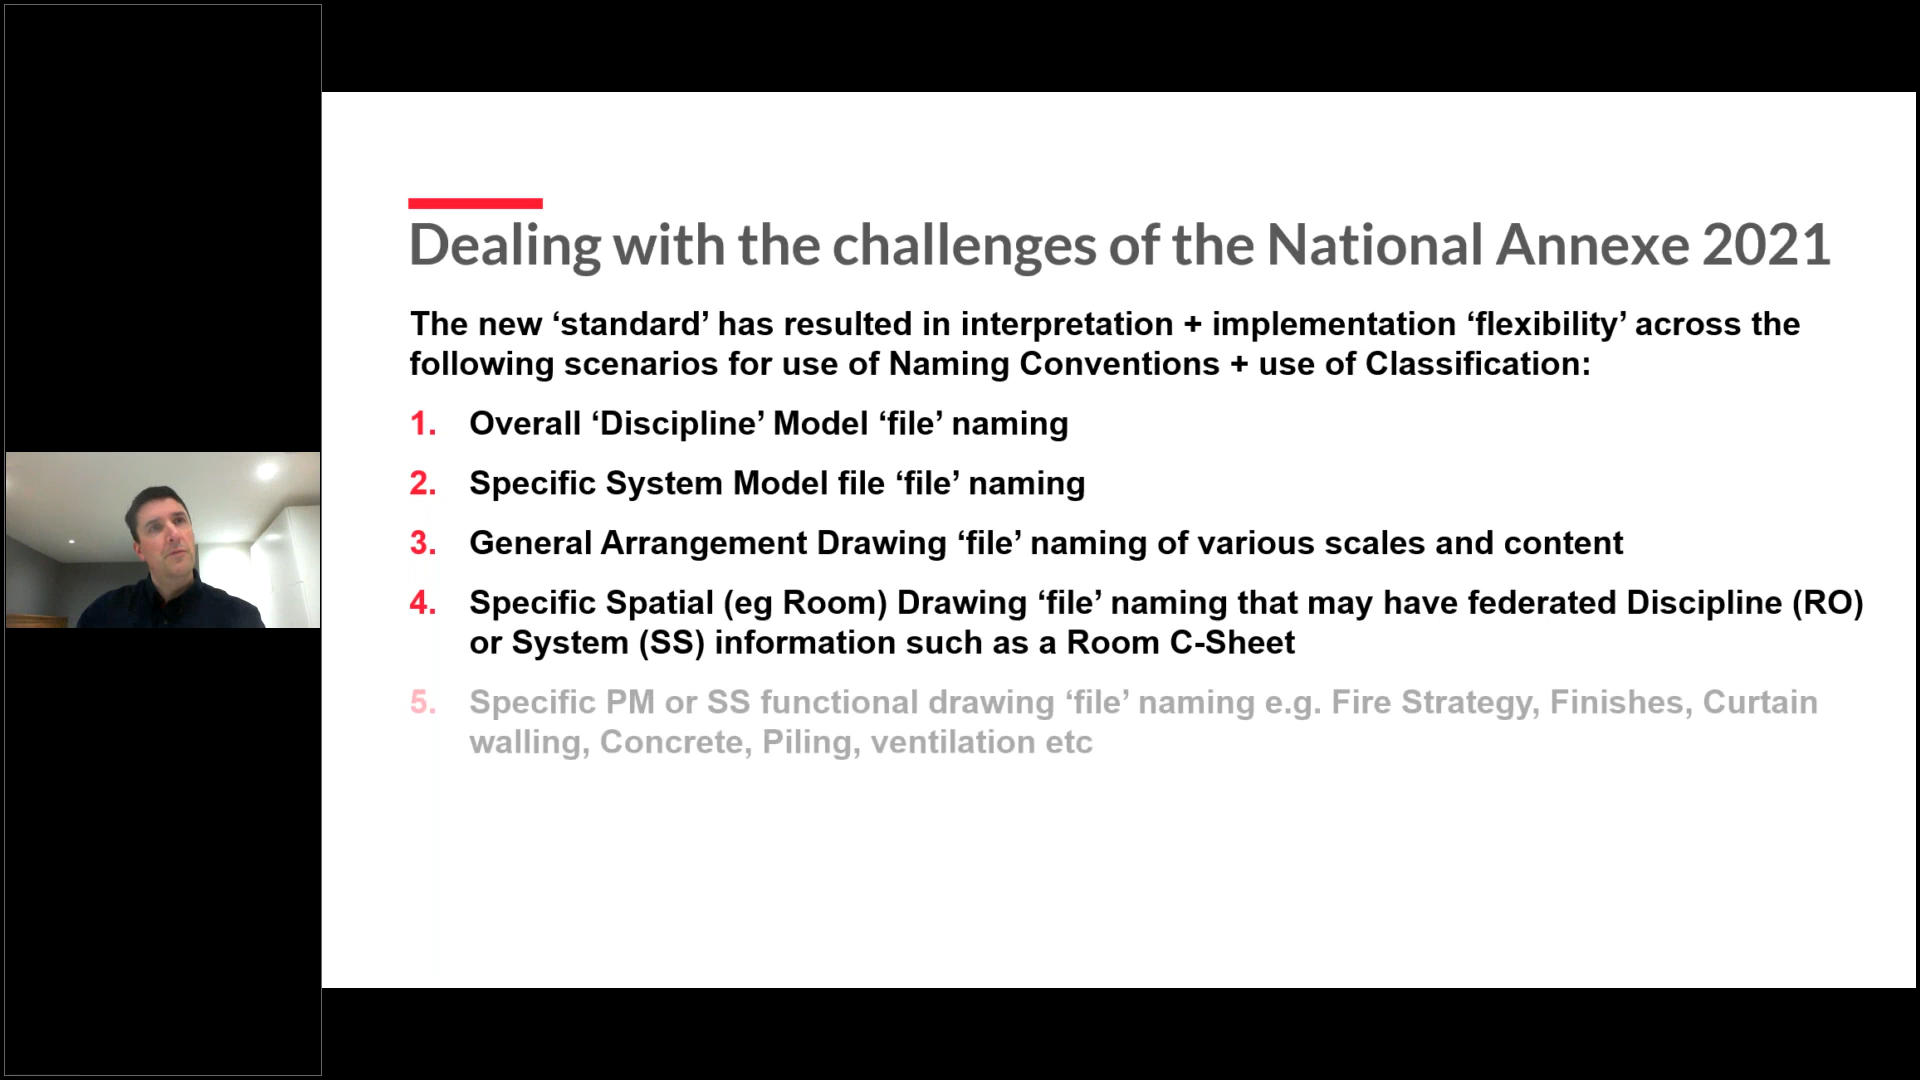 Dealing with the challenges of the National Annexe 2021
The new ‘standard’ has resulted in interpretation + implementation ‘flexibility’ across the
following scenarios for use of Naming Conventions + use of Classification:
1. Overall ‘Discipline’ Model ‘file’ naming
2. Specific System Model file ‘file’ naming
3. General Arrangement Drawing ‘file’ naming of various scales and content
4. Specific Spatial (eg Room) Drawing ‘file’ naming that may have federated Discipline (RO)
or System (SS) information such as a Room C-Sheet
5. Specific PM or SS functional drawing ‘file’ naming e.g. Fire Strategy, Finishes, Curtain
walling, Concrete, Piling, ventilation etc